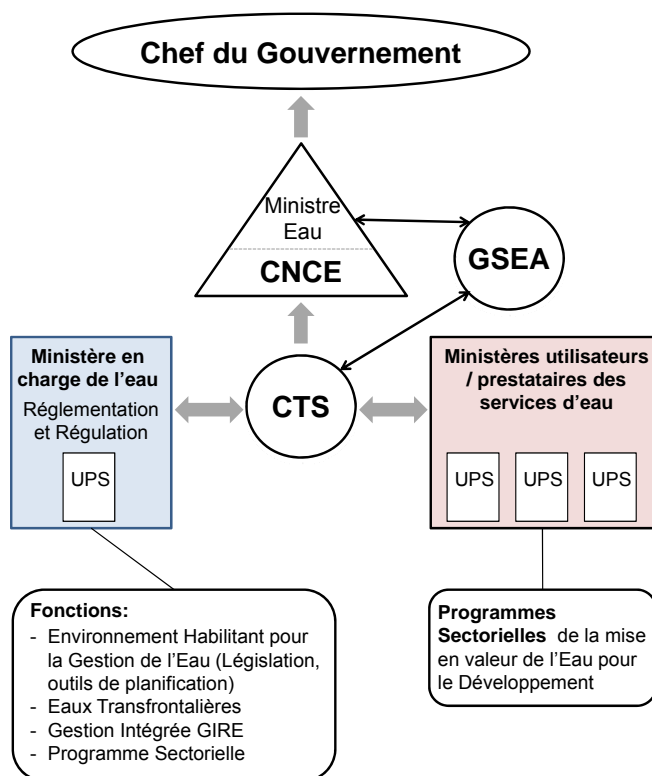 Chef du Gouvernement
Ministre
Eau
CNCE
GSEA
CTS
Ministère en
charge de l’eau
Réglementation
et Régulation
UPS
Ministères utilisateurs
/ prestataires des
services d’eau
UPS
UPS
UPS
Fonctions:
- Environnement Habilitant pour
la Gestion de l’Eau (Législation,
outils de planification)
- Eaux Transfrontalières
- Gestion Intégrée GIRE
- Programme Sectorielle
Programmes
Sectorielles de la mise
en valeur de l’Eau pour
le Développement